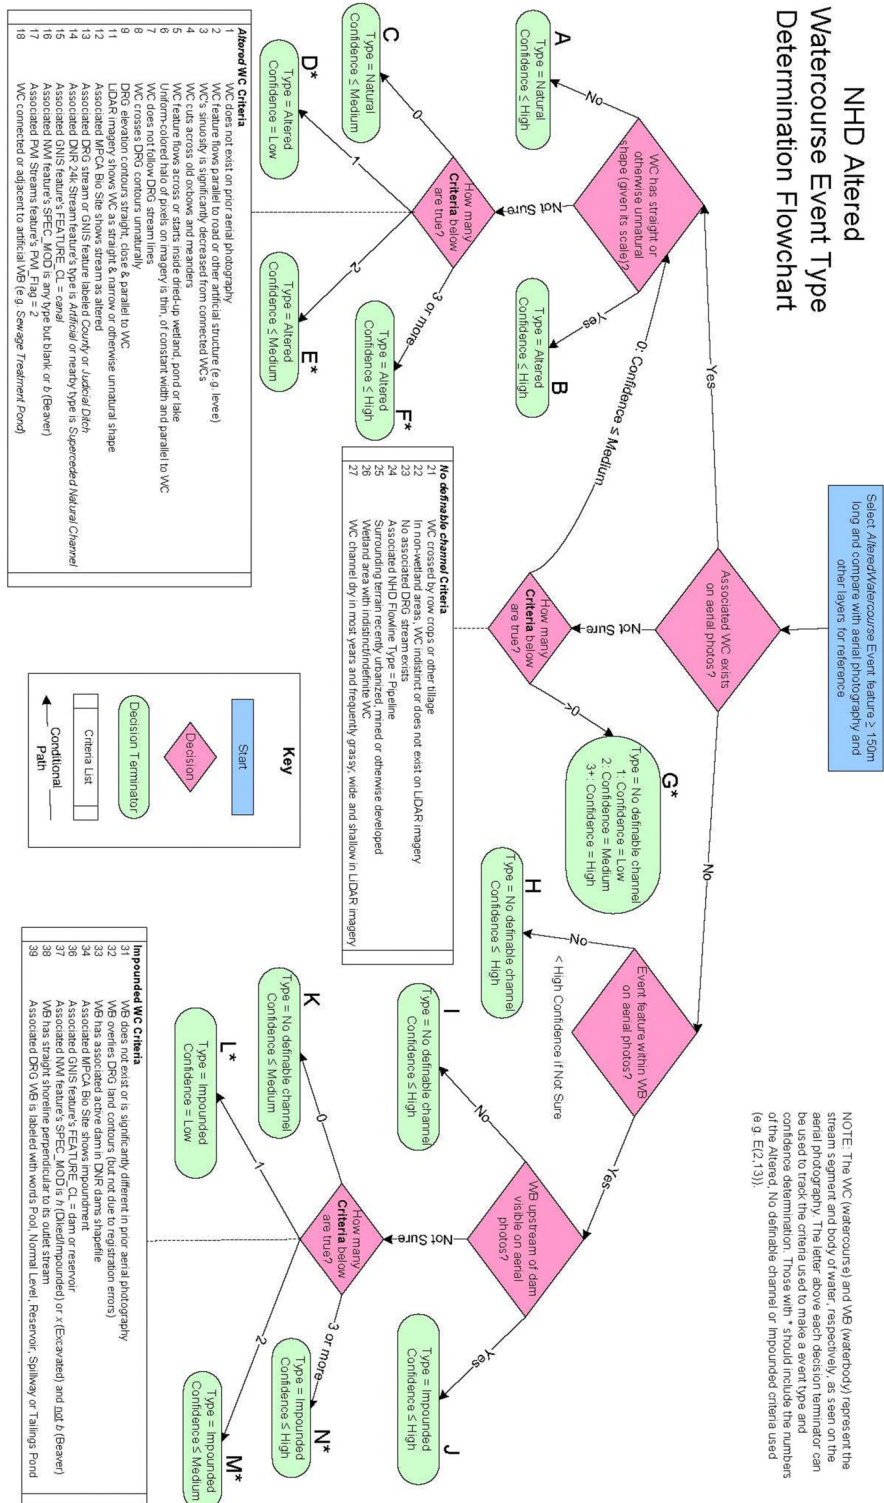 NHD Altered
Watercourse Event Type
Determination Flowchart
Select AlteredWatercourse Event feature ≥ 150m
long and compare with aerial photography and
other layers for reference
NOTE: The WC (watercourse) and WB (waterbody) represent the
stream segment and body of water, respectively, as seen on the
aerial photography. The letter above each decision terminator can
be used to track the criteria used to make a event type and
confidence determination. Those with * should include the numbers
of the Altered, No definable channel or Impounded criteria used
(e.g. E(2,13)).
Associated WC exists
on aerial photos?
Yes
Not Sure
No
WC has straight or
otherwise unnatural
shape (given its scale)?
No
Not Sure
Yes
0: Confidence ≤ Medium
How many
Criteria below
are true?
>0
Event feature within WB
on aerial photos?
No
Yes
< High Confidence if Not Sure
A
Type = Natural
Confidence ≤ High
B
Type = Altered
Confidence ≤ High
G*
Type = No definable channel
1: Confidence = Low
2: Confidence = Medium
3+: Confidence = High
H
Type = No definable channel
Confidence ≤ High
WB upstream of dam
visible on aerial
photos?
No
Not Sure
Yes
How many
Criteria below
are true?
0
1
2
3 or more
C
Type = Natural
Confidence ≤ Medium
D*
Type = Altered
Confidence = Low
E*
Type = Altered
Confidence ≤ Medium
F*
Type = Altered
Confidence ≤ High
I
Type = No definable channel
Confidence ≤ High
J
Type = Impounded
Confidence ≤ High
How many
Criteria below
are true?
0
1
2
3 or more
K
Type = No definable channel
Confidence ≤ Medium
L*
Type = Impounded
Confidence = Low
M*
Type = Impounded
Confidence ≤ Medium
N*
Type = Impounded
Confidence ≤ High
Altered WC Criteria
1 WC does not exist on prior aerial photography
2 WC feature flows parallel to road or other artificial structure (e.g. levee)
3 WC's sinuosity is significantly decreased from connected WCs
4 WC cuts across old oxbows and meanders
5 WC feature flows across or starts inside dried-up wetland, pond or lake
6 Uniform-colored halo of pixels on imagery is thin, of constant width and parallel to WC
7 WC does not follow DRG stream lines
8 WC crosses DRG contours unnaturally
9 DRG elevation contours straight, close & parallel to WC
11 LiDAR imagery shows WC as straight & narrow or otherwise unnatural shape
12 Associated MPCA Bio Site shows stream as altered
13 Associated DRG stream or GNIS feature labeled County or Judicial Ditch
14 Associated DNR 24k Stream feature's type is Artificial or nearby type is Superceded Natural Channel
15 Associated GNIS feature's FEATURE_CL = canal
16 Associated NWI feature's SPEC_MOD is any type but blank or b (Beaver)
17 Associated PWI Streams feature's PWI_Flag = 2
18 WC connected or adjacent to artificial WB (e.g. Sewage Treatment Pond)
No definable channel Criteria
21 WC crossed by row crops or other tillage
22 In non-wetland areas, WC indistinct or does not exist on LiDAR imagery
23 No associated DRG stream exists
24 Associated NHD Flowline Type = Pipeline
25 Surrounding terrain recently urbanized, mined or otherwise developed
26 Wetland area with indistinct/indefinite WC
27 WC channel dry in most years and frequently grassy; wide and shallow in LiDAR imagery
Key
Start
Decision
Decision Terminator
Criteria List
Conditional
Path
Impounded WC Criteria
31 WB does not exist or is significantly different in prior aerial photography
32 WB overlies DRG land contours (but not due to registration errors)
33 WB has associated active dam in DNR dams shapefile
34 Associated MPCA Bio Site shows impoundment
36 Associated GNIS feature's FEATURE_CL = dam or reservoir
37 Associated NWI feature's SPEC_MOD is h (Diked/Impounded) or x (Excavated) and not b (Beaver)
38 WB has straight shoreline perpendicular to its outlet stream
39 Associated DRG WB is labeled with words Pool, Normal Level, Reservoir, Spillway or Tailings Pond